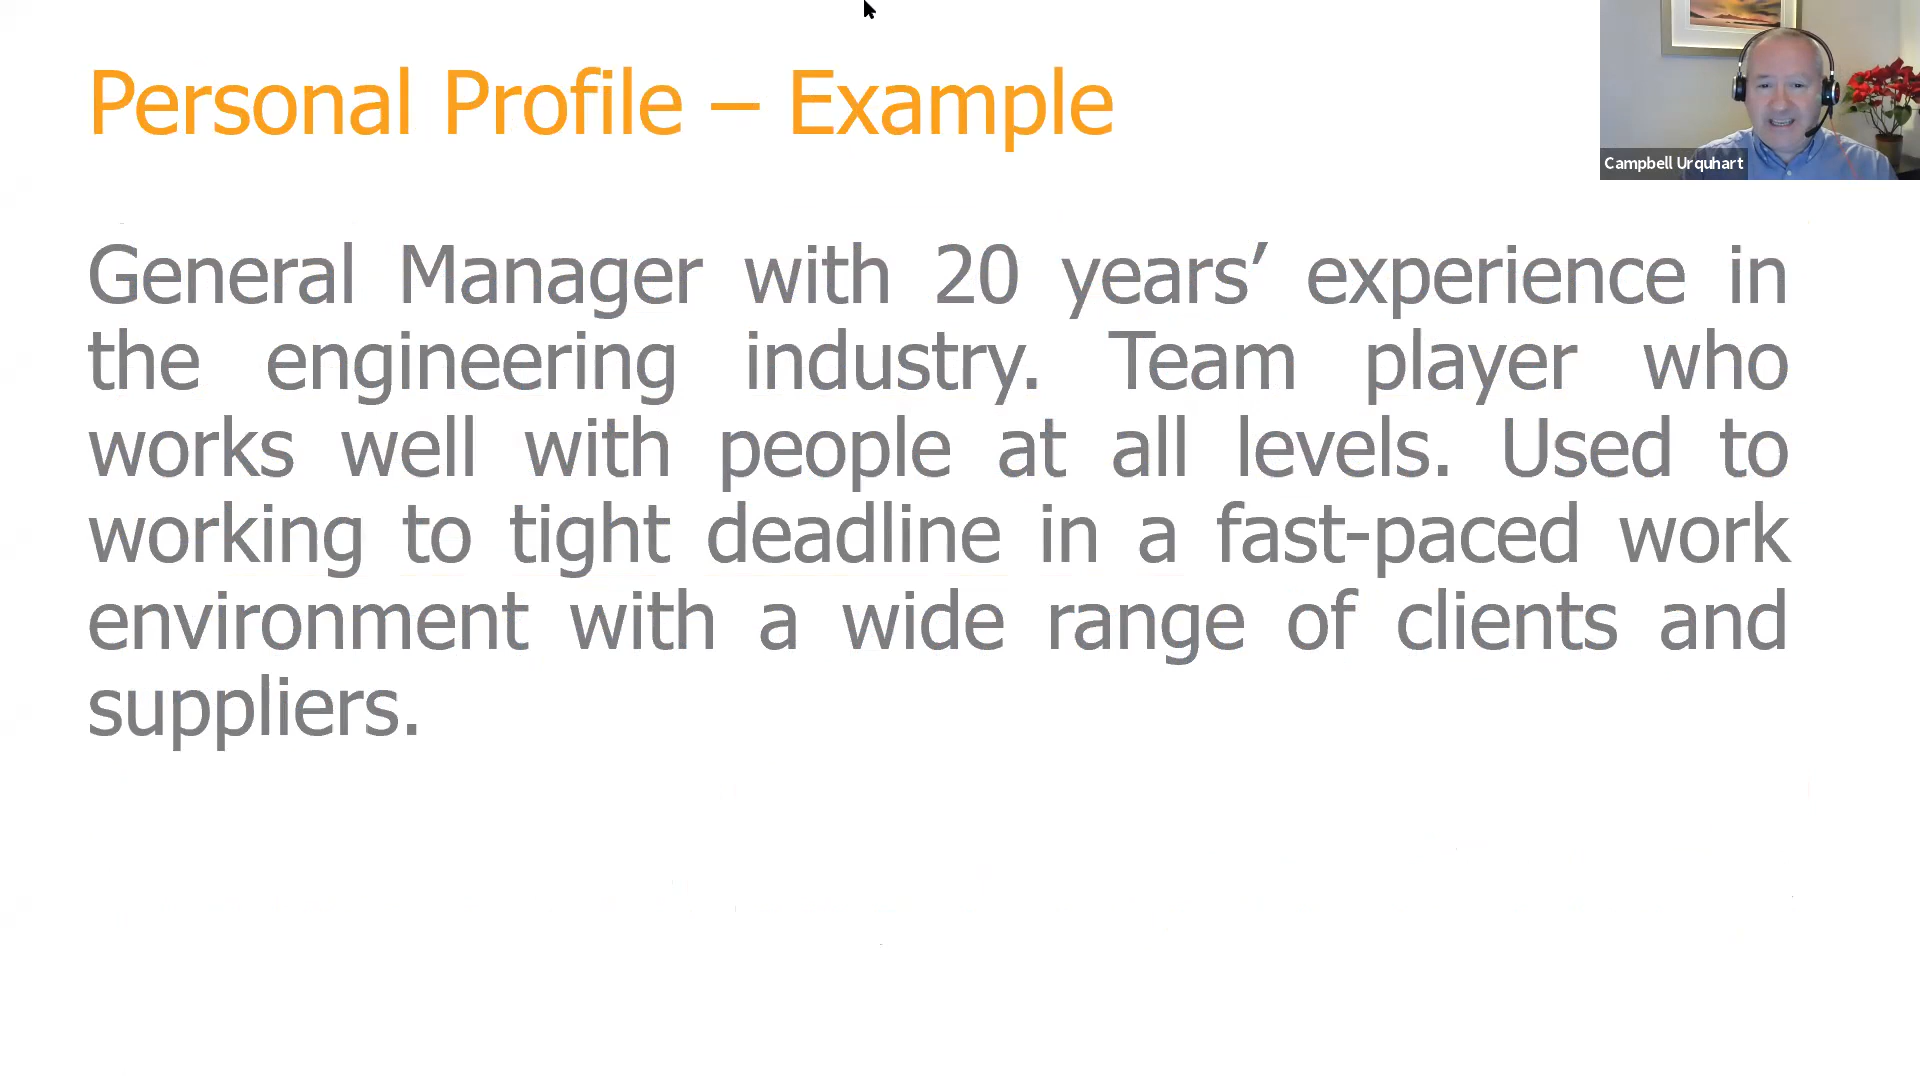 Personal Profile – Example
Campbell Urquhart
General Manager with 20 years’ experience in
the engineering industry. Team player who
works well with people at all levels. Used to
working to tight deadline in a fast-paced work
environment with a wide range of clients and
suppliers.